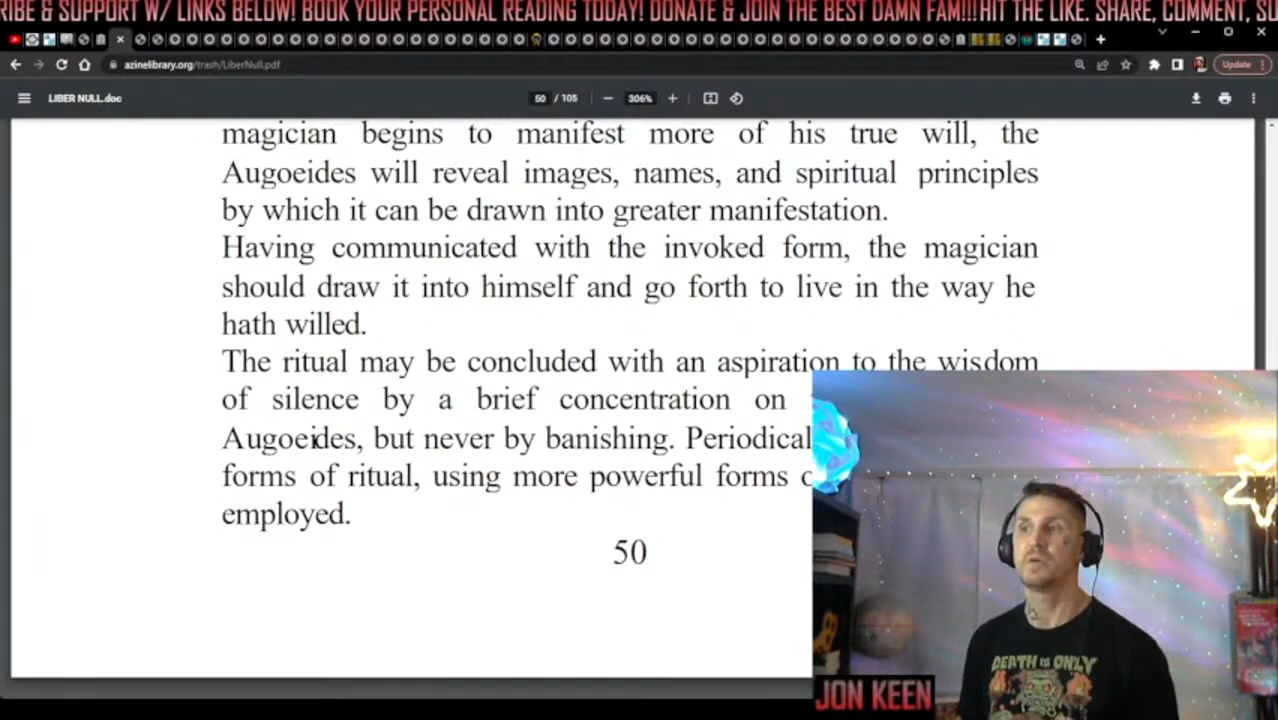 RIBE & SUPPORT W/ LINKS BELOW! BOOK YOUR PERSONAL READING TODAY! DONATE & JOIN THE BEST DAMN FAM!!! HIT THE LIKE. SHARE, COMMENT, SU
azinelibrary.org/trash/LiberNull.pdf
Update
LIBER NULL.doc
50 / 105
306%
magician begins to manifest more of his true will, the
Augoeides will reveal images, names, and spiritual principles
by which it can be drawn into greater manifestation.
Having communicated with the invoked form, the magician
should draw it into himself and go forth to live in the way he
hath willed.
The ritual may be concluded with an aspiration to the wisdom
of silence by a brief concentration on
Augoeides, but never by banishing. Periodical
forms of ritual, using more powerful forms
employed.
50
DEATH IS ONLY
JON KEEN